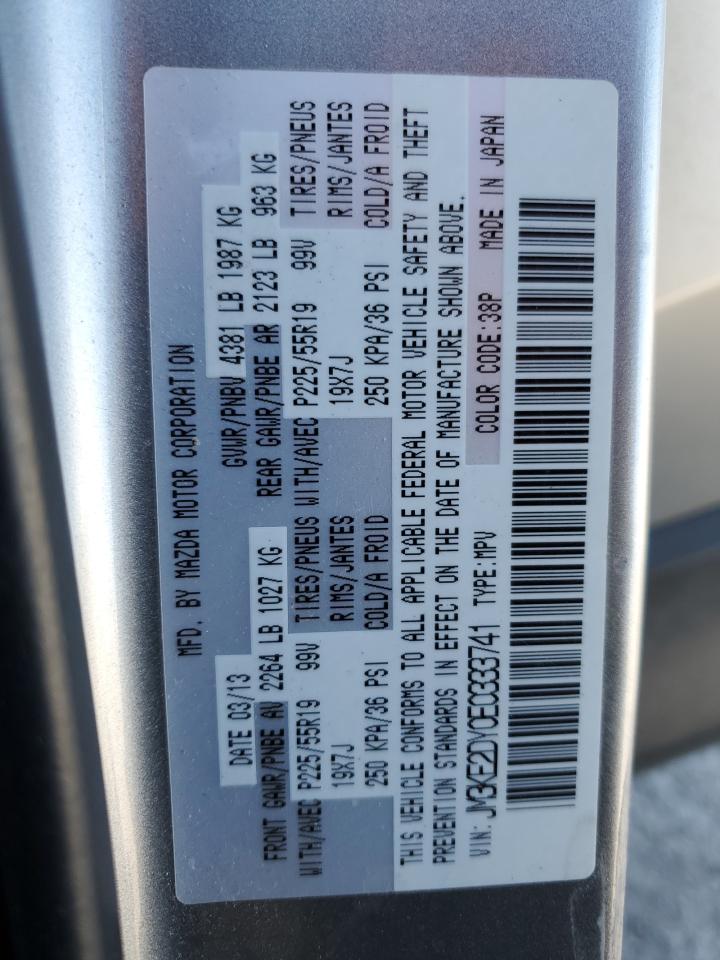 MFD. BY MAZDA MOTOR CORPORATION
DATE 03/13 GVWR/PNBV 4381 LB 1987 KG
FRONT GAWR/PNBE AV 2264 LB 1027 KG REAR GAWR/PNBE AR 2123 LB 963 KG
WITH/AVEC P225/55R19 99V TIRES/PNEUS WITH/AVEC P225/55R19 99V TIRES/PNEUS
19X7J RIMS/JANTES 19X7J RIMS/JANTES
250 KPA/36 PSI COLD/A FROID 250 KPA/36 PSI COLD/A FROID
THIS VEHICLE CONFORMS TO ALL APPLICABLE FEDERAL MOTOR VEHICLE SAFETY AND THEFT
PREVENTION STANDARDS IN EFFECT ON THE DATE OF MANUFACTURE SHOWN ABOVE.
VIN: JM3KE2DY0E0333741 TYPE:MPV COLOR CODE:38P MADE IN JAPAN